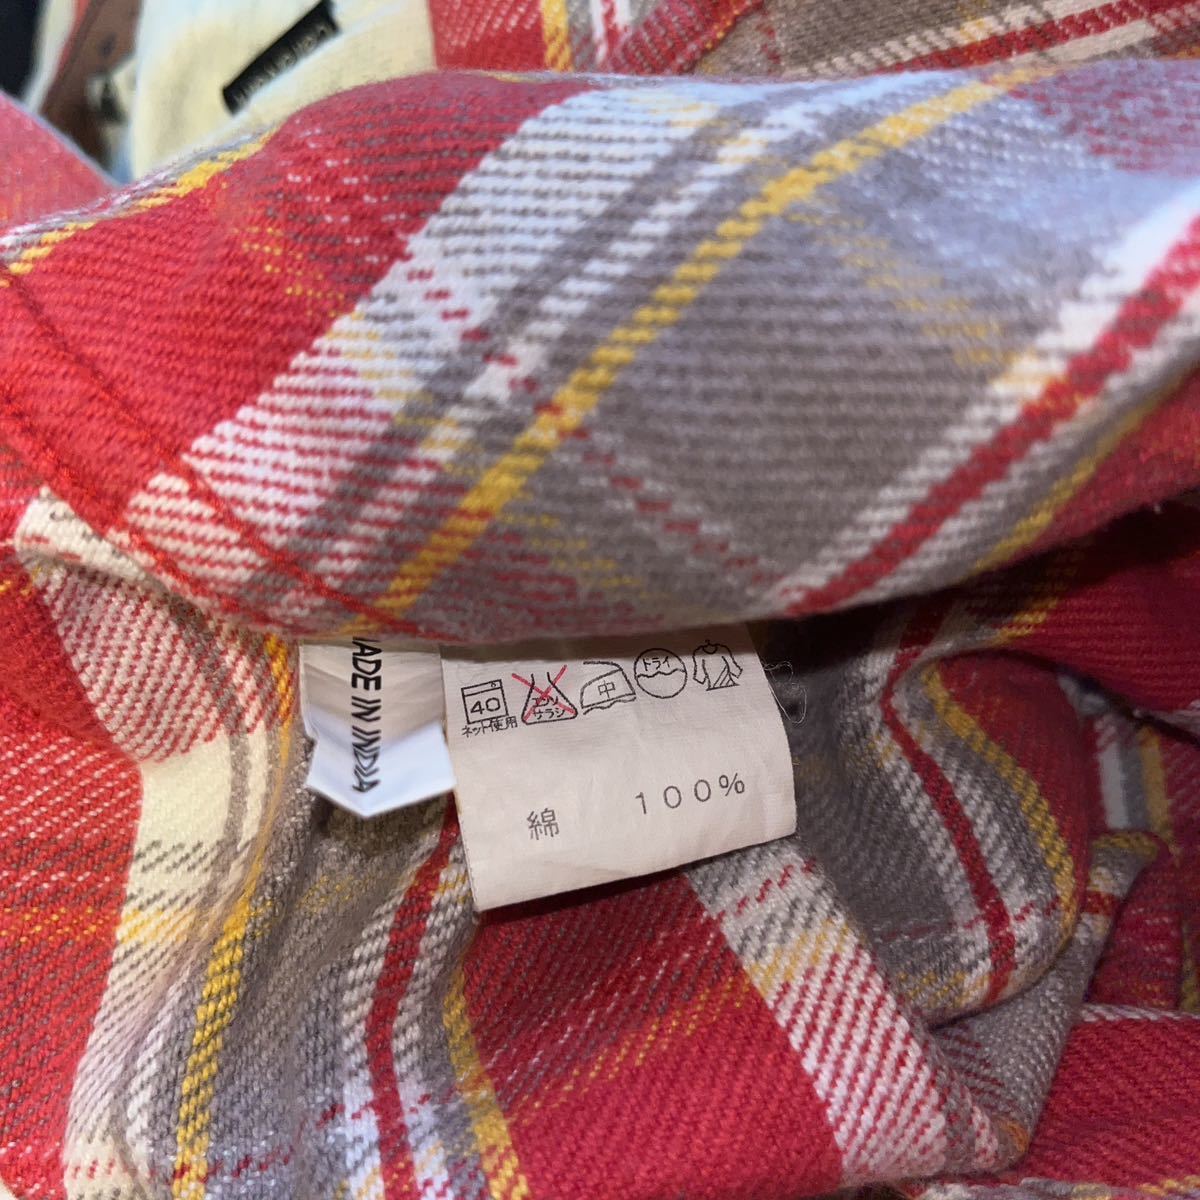 MADE IN INDIA
40
ネット使用
エンソ
サラシ
中
ドライ
綿 100%